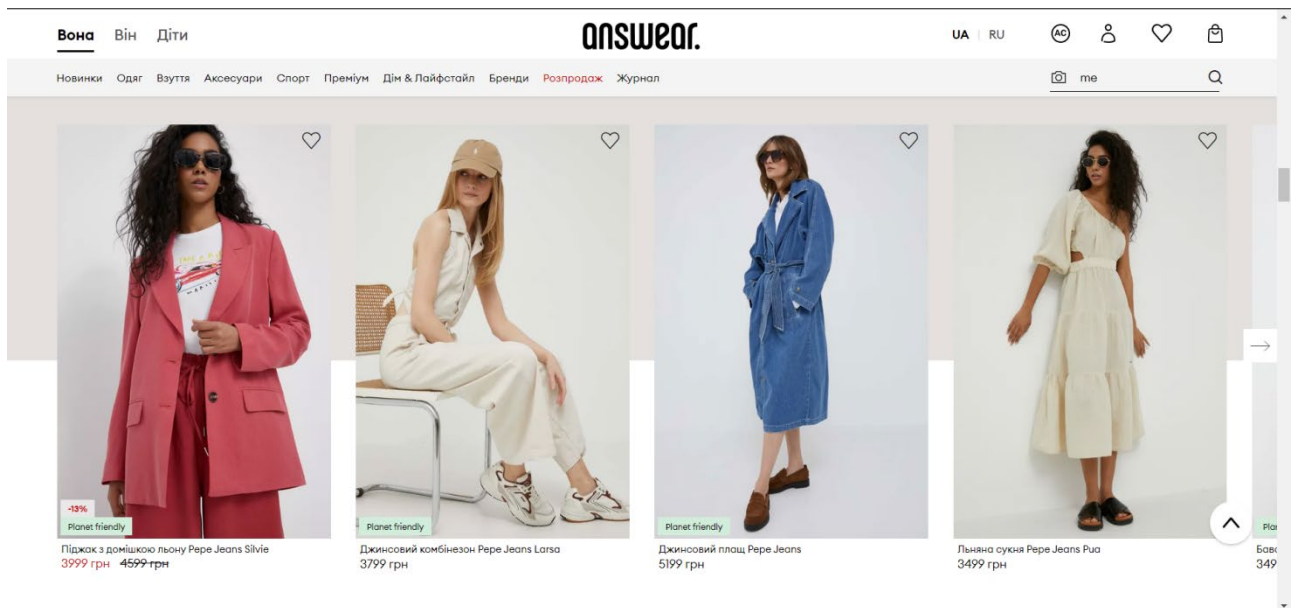 Вона Він Діти
answear.
UA | RU
AC
Новинки Одяг Взуття Аксесуари Спорт Преміум Дім & Лайфстайл Бренди Розпродаж Журнал
me
-13%
Planet friendly
Planet friendly
Planet friendly
Піджак з домішкою льону Pepe Jeans Silvie
3999 грн 4599 грн
Джинсовий комбінезон Pepe Jeans Larsa
3799 грн
Джинсовий плащ Pepe Jeans
5199 грн
Льняна сукня Pepe Jeans Pua
3499 грн
349